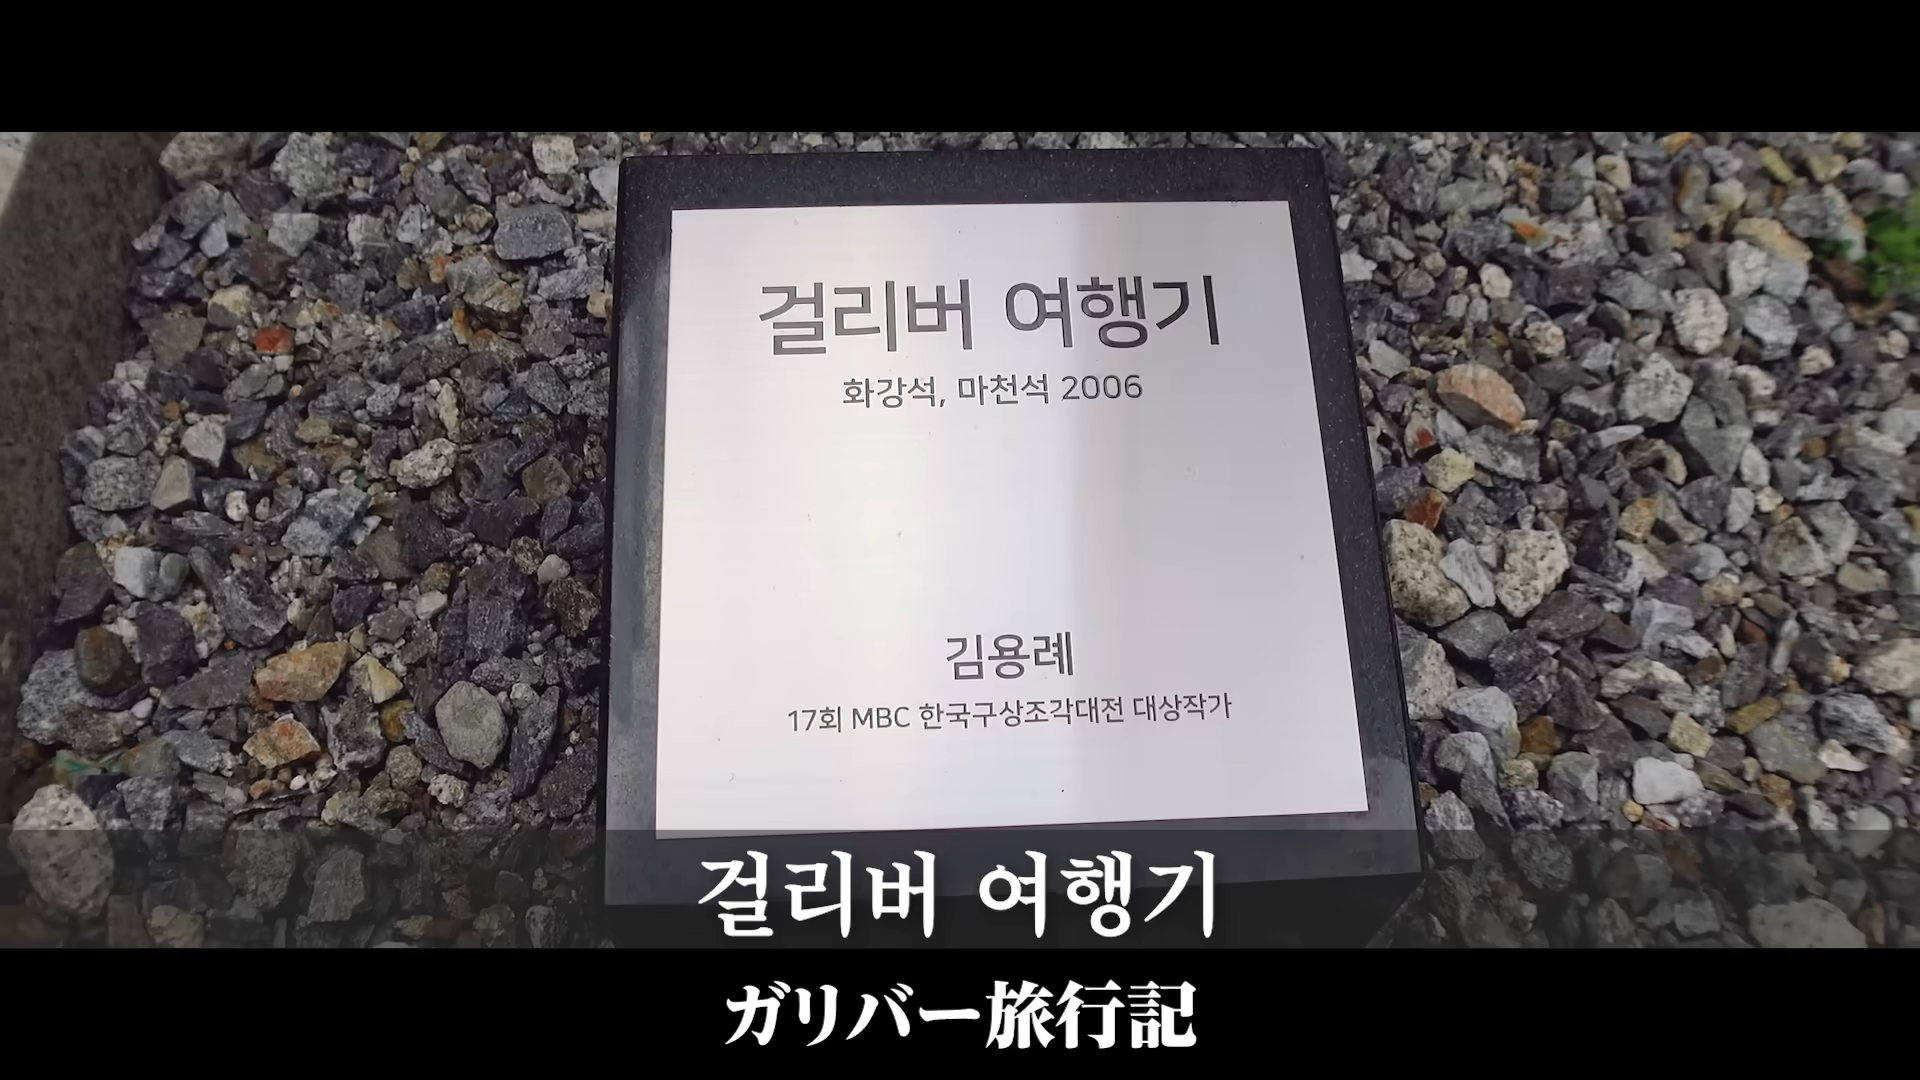 걸리버 여행기
화강석, 마천석 2006
김용례
17회 MBC 한국구상조각대전 대상작가
걸리버 여행기
ガリバー旅行記